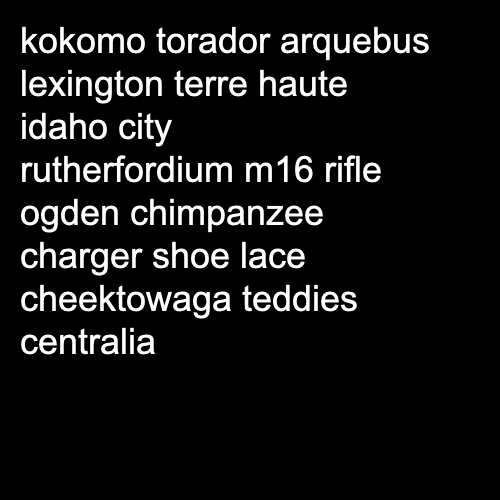 kokomo torador arquebus
lexington terre haute
idaho city
rutherfordium m16 rifle
ogden chimpanzee
charger shoe lace
cheektowaga teddies
centralia